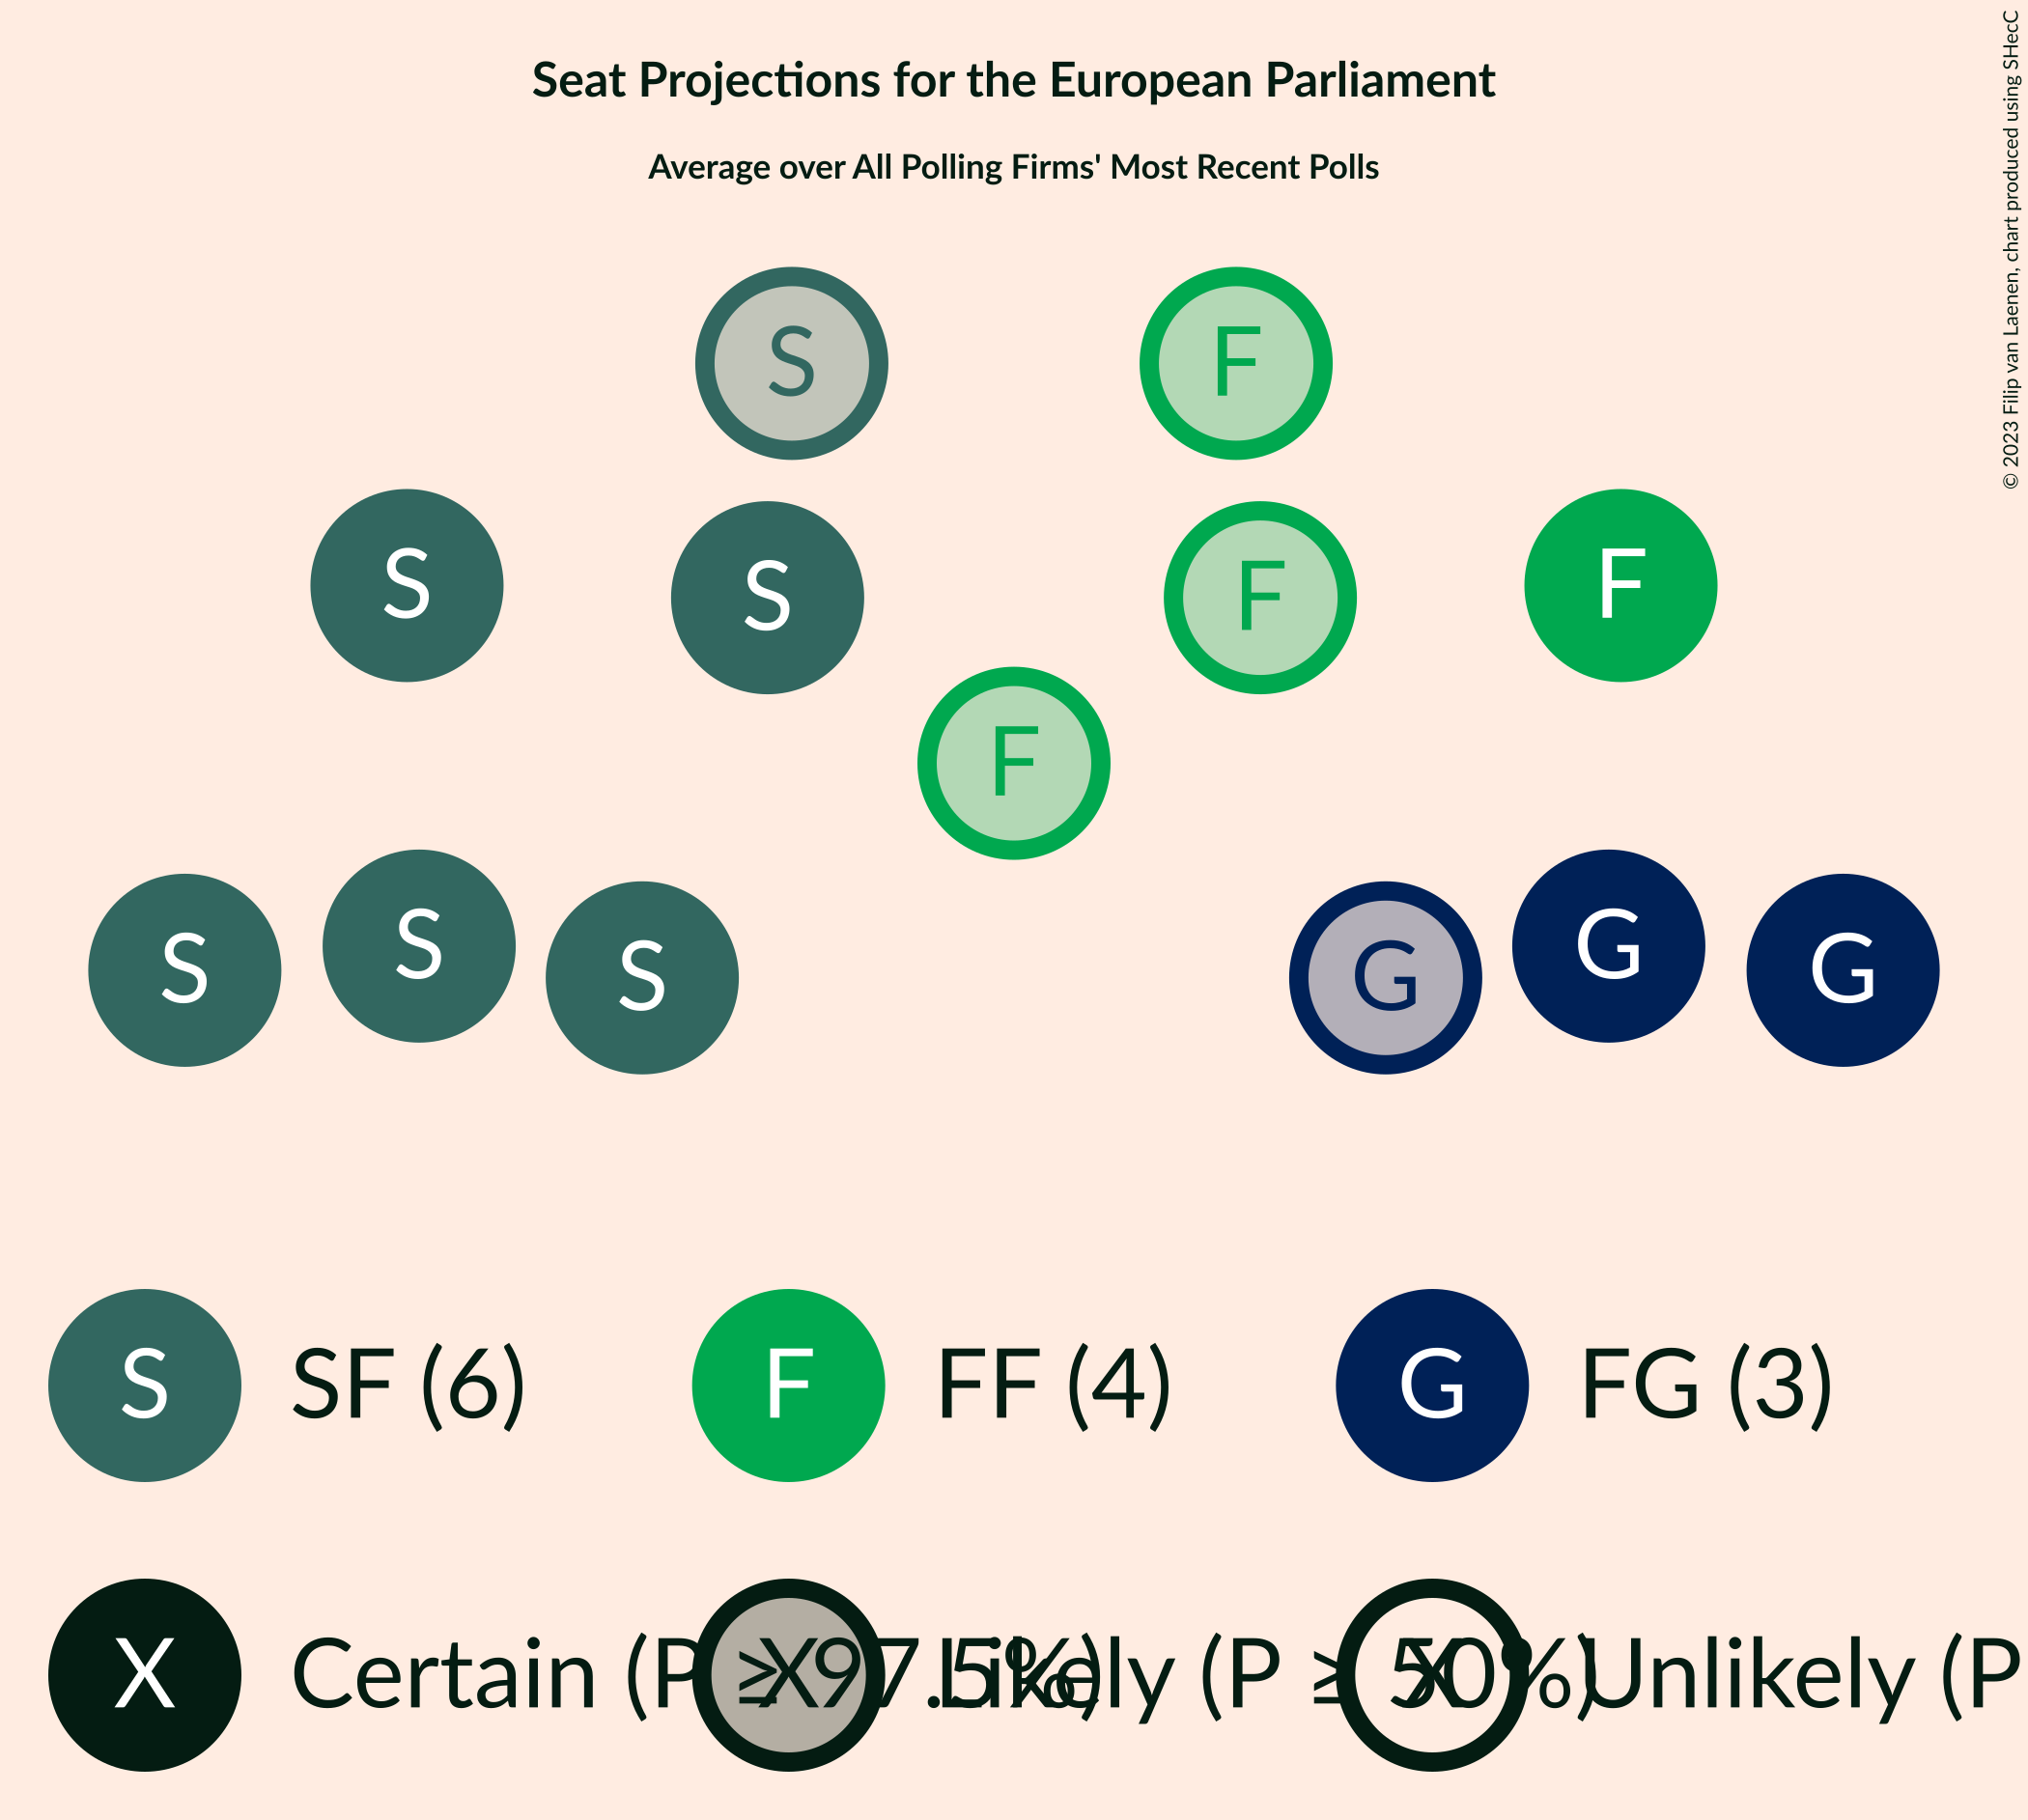 Seat Projections for the European Parliament
Average over All Polling Firms' Most Recent Polls
© 2023 Filip van Laenen, chart produced using SHecC
S F
S S F F
F
S S S G G G
S SF (6) F FF (4) G FG (3)
X Certain (P ≥ 97.5%) X Likely (P ≥ 50%) X Unlikely (P